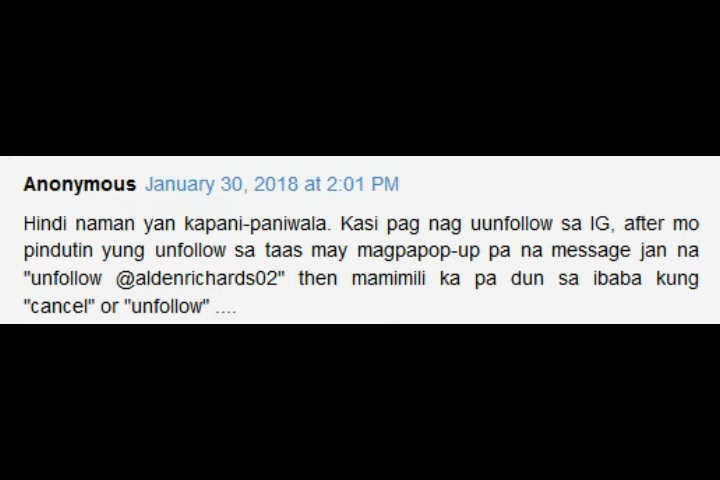 Anonymous January 30, 2018 at 2:01 PM
Hindi naman yan kapani-paniwala. Kasi pag nag uunfollow sa IG, after mo
pindutin yung unfollow sa taas may magpapop-up pa na message jan na
"unfollow @aldenrichards02" then mamimili ka pa dun sa ibaba kung
"cancel" or "unfollow" ....